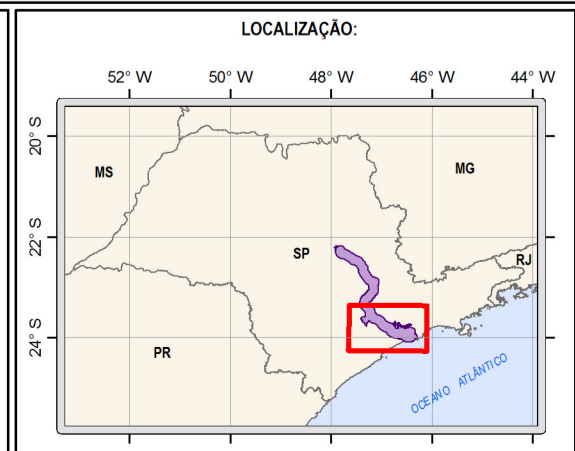 LOCALIZAÇÃO:
52° W 50° W 48° W 46° W 44° W
20° S
MS
MG
22° S
SP
RJ
24° S
PR
OCEANO ATLÂNTICO